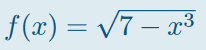 f(x) = √7 − x³